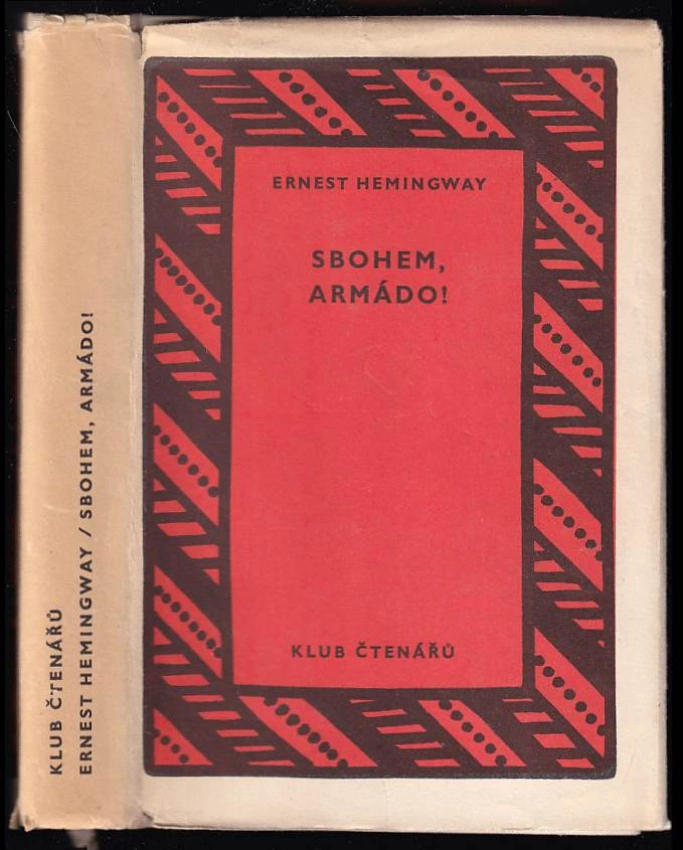 KLUB ČTENÁŘŮ
ERNEST HEMINGWAY / SBOHEM, ARMÁDO!
ERNEST HEMINGWAY
SBOHEM,
ARMÁDO!
KLUB ČTENÁŘŮ